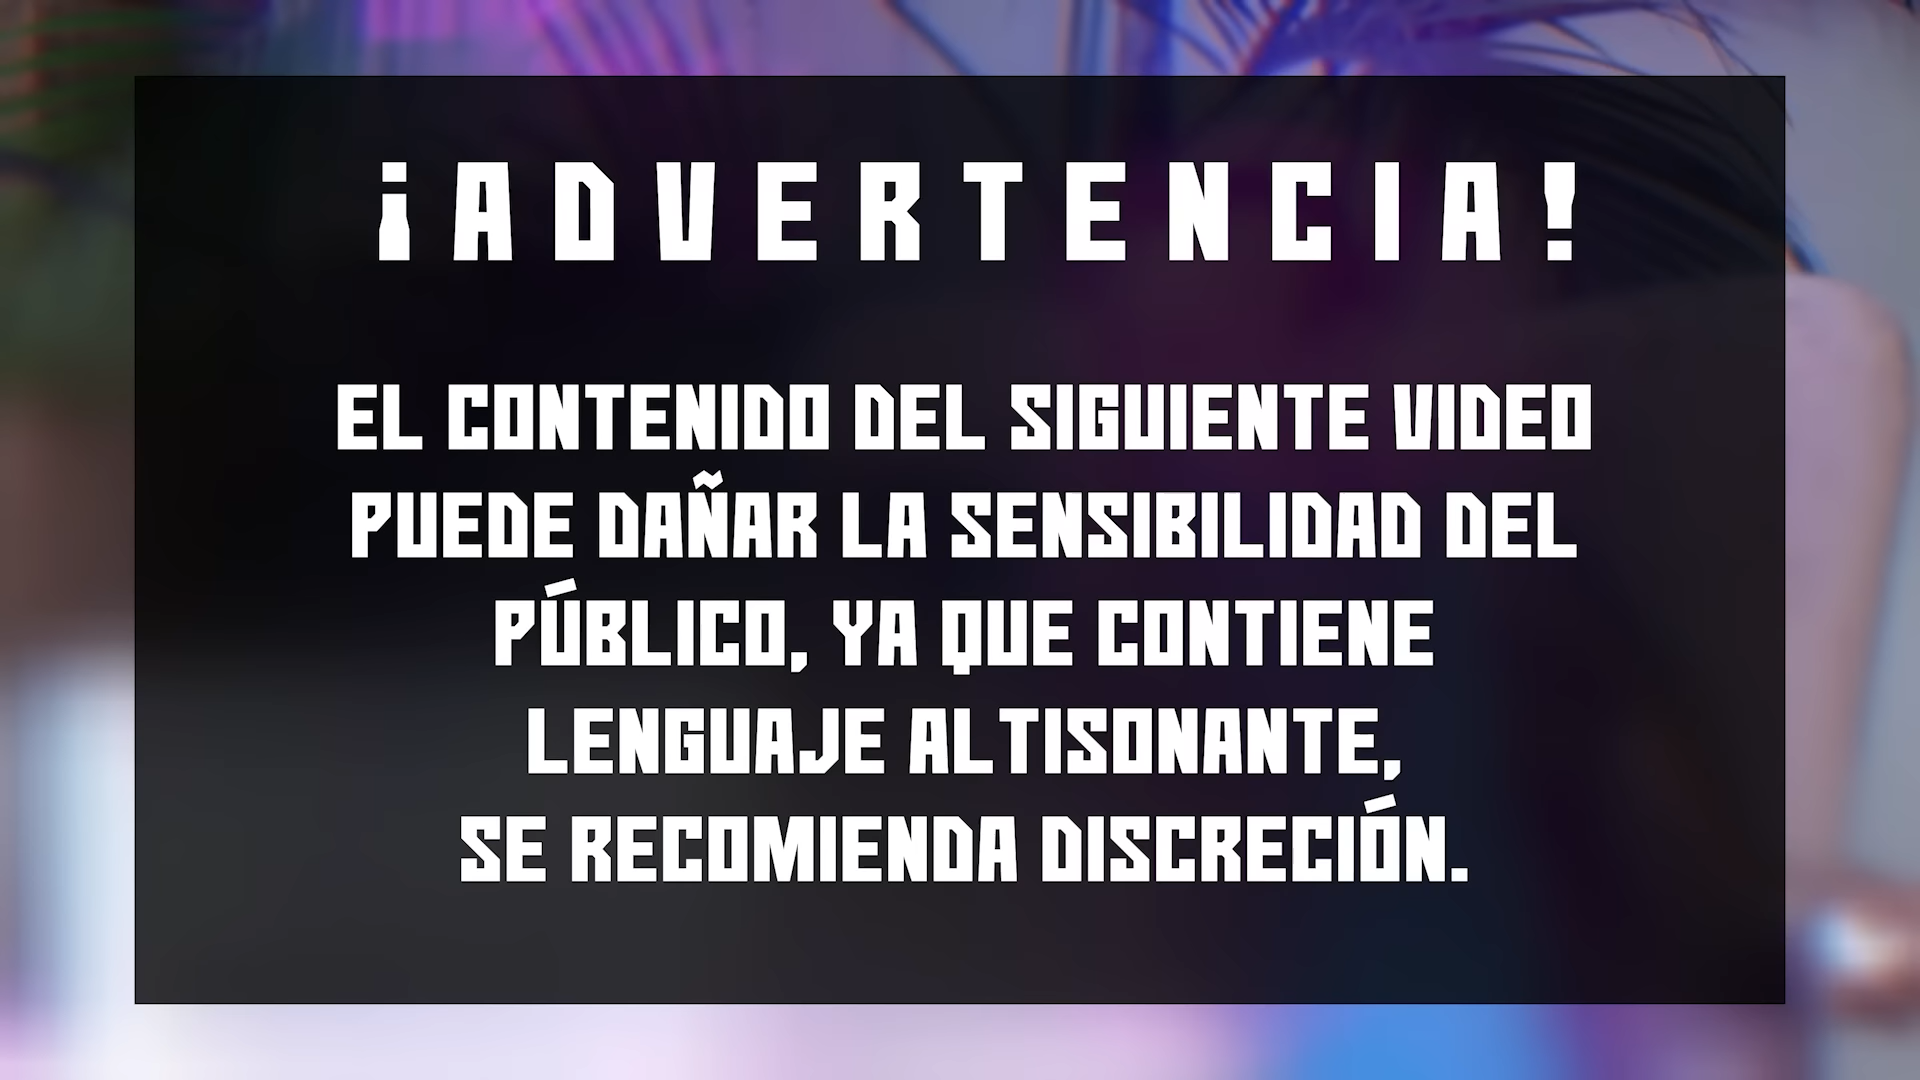 ¡ADVERTENCIA!
EL CONTENIDO DEL SIGUIENTE VIDEO
PUEDE DAÑAR LA SENSIBILIDAD DEL
PÚBLICO, YA QUE CONTIENE
LENGUAJE ALTISONANTE,
SE RECOMIENDA DISCRECIÓN.